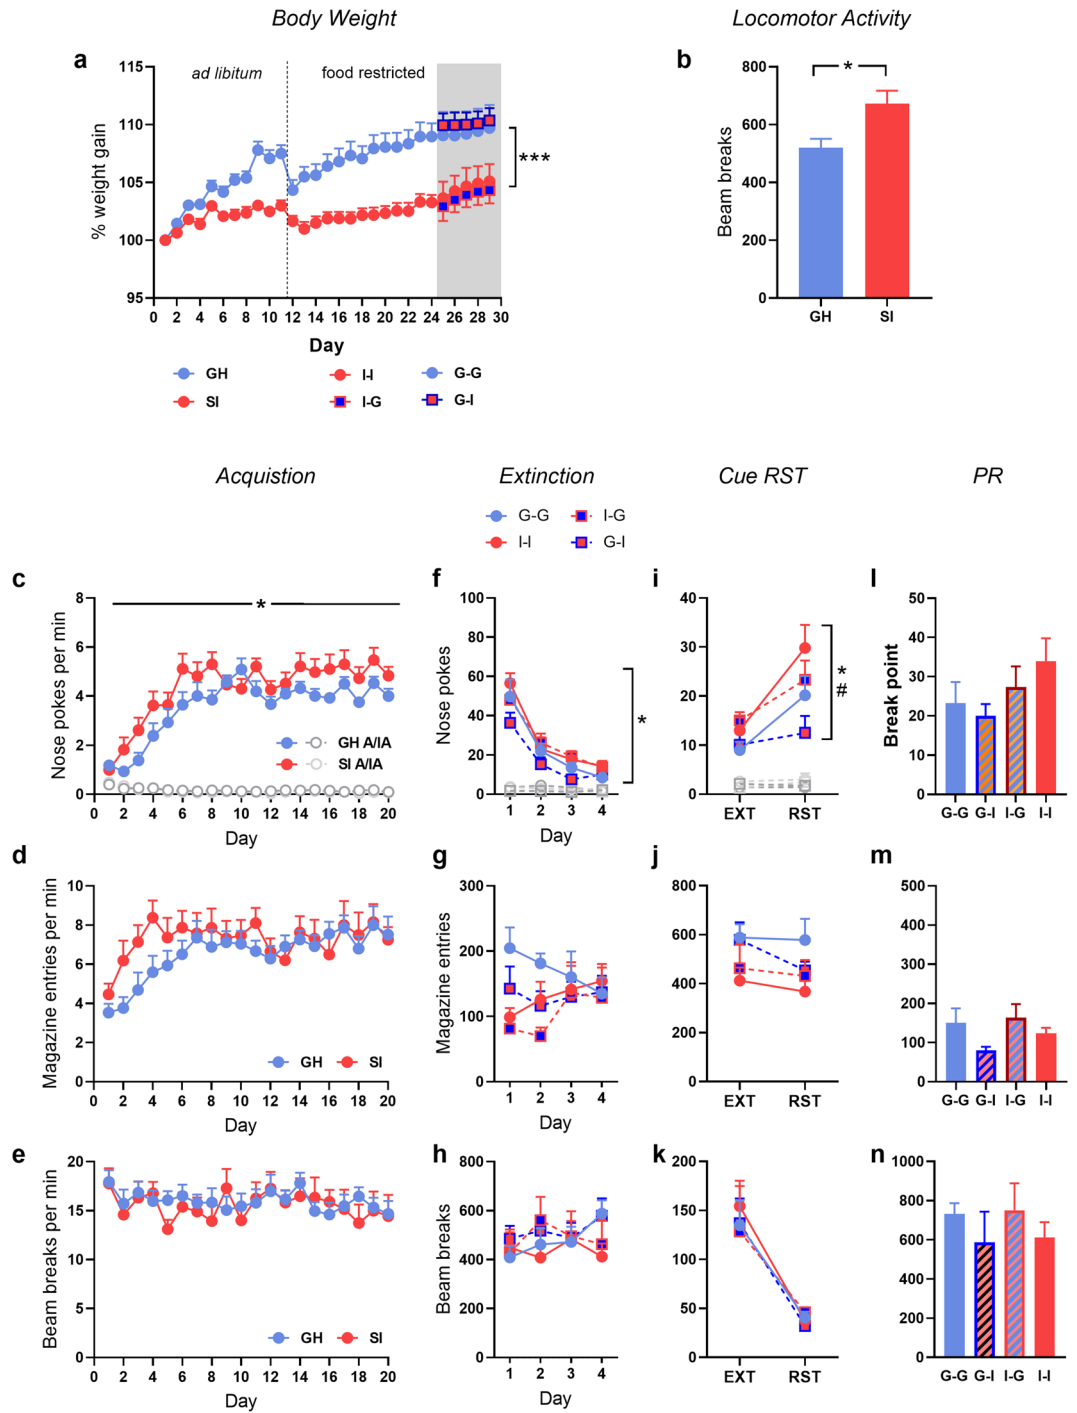 Body Weight
Locomotor Activity
a
115
110
105
100
95
% weight gain
ad libitum
food restricted
***
0 2 4 6 8 10 12 14 16 18 20 22 24 26 28 30
Day
GH
SI
I-I
I-G
G-G
G-I
b
800
600
400
200
0
Beam breaks
*
GH SI
Acquistion
Extinction
Cue RST
PR
G-G
I-I
I-G
G-I
c
8
6
4
2
0
Nose pokes per min
*
GH A/IA
SI A/IA
0 2 4 6 8 10 12 14 16 18 20
Day
f
100
80
60
40
20
0
Nose pokes
*
1 2 3 4
Day
i
40
30
20
10
0
*
#
EXT RST
l
50
40
30
20
10
0
Break point
G-G G-I I-G I-I
d
10
8
6
4
2
0
Magazine entries per min
GH SI
0 2 4 6 8 10 12 14 16 18 20
Day
g
300
200
100
0
Magazine entries
1 2 3 4
Day
j
800
600
400
200
0
EXT RST
m
500
400
300
200
100
0
G-G G-I I-G I-I
e
20
15
10
5
0
Beam breaks per min
GH SI
0 2 4 6 8 10 12 14 16 18 20
Day
h
800
600
400
200
0
Beam breaks
1 2 3 4
Day
k
200
150
100
50
0
EXT RST
n
1000
800
600
400
200
0
G-G G-I I-G I-I